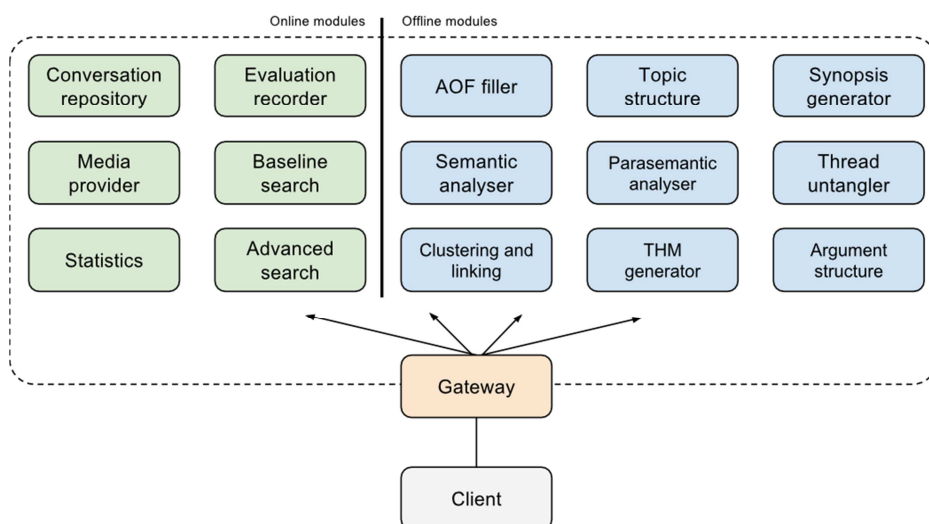 Online modules
Offline modules
Conversation
repository
Evaluation
recorder
AOF filler
Topic
structure
Synopsis
generator
Media
provider
Baseline
search
Semantic
analyser
Parasemantic
analyser
Thread
untangler
Statistics
Advanced
search
Clustering and
linking
THM
generator
Argument
structure
Gateway
Client